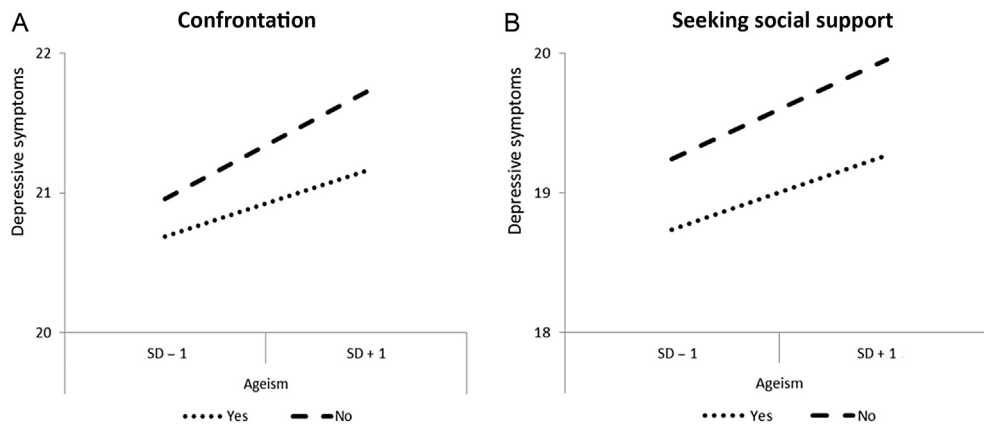 A
Confrontation
Depressive symptoms
22
21
20
SD – 1
SD + 1
Ageism
Yes
No
B
Seeking social support
Depressive symptoms
20
19
18
SD – 1
SD + 1
Ageism
Yes
No